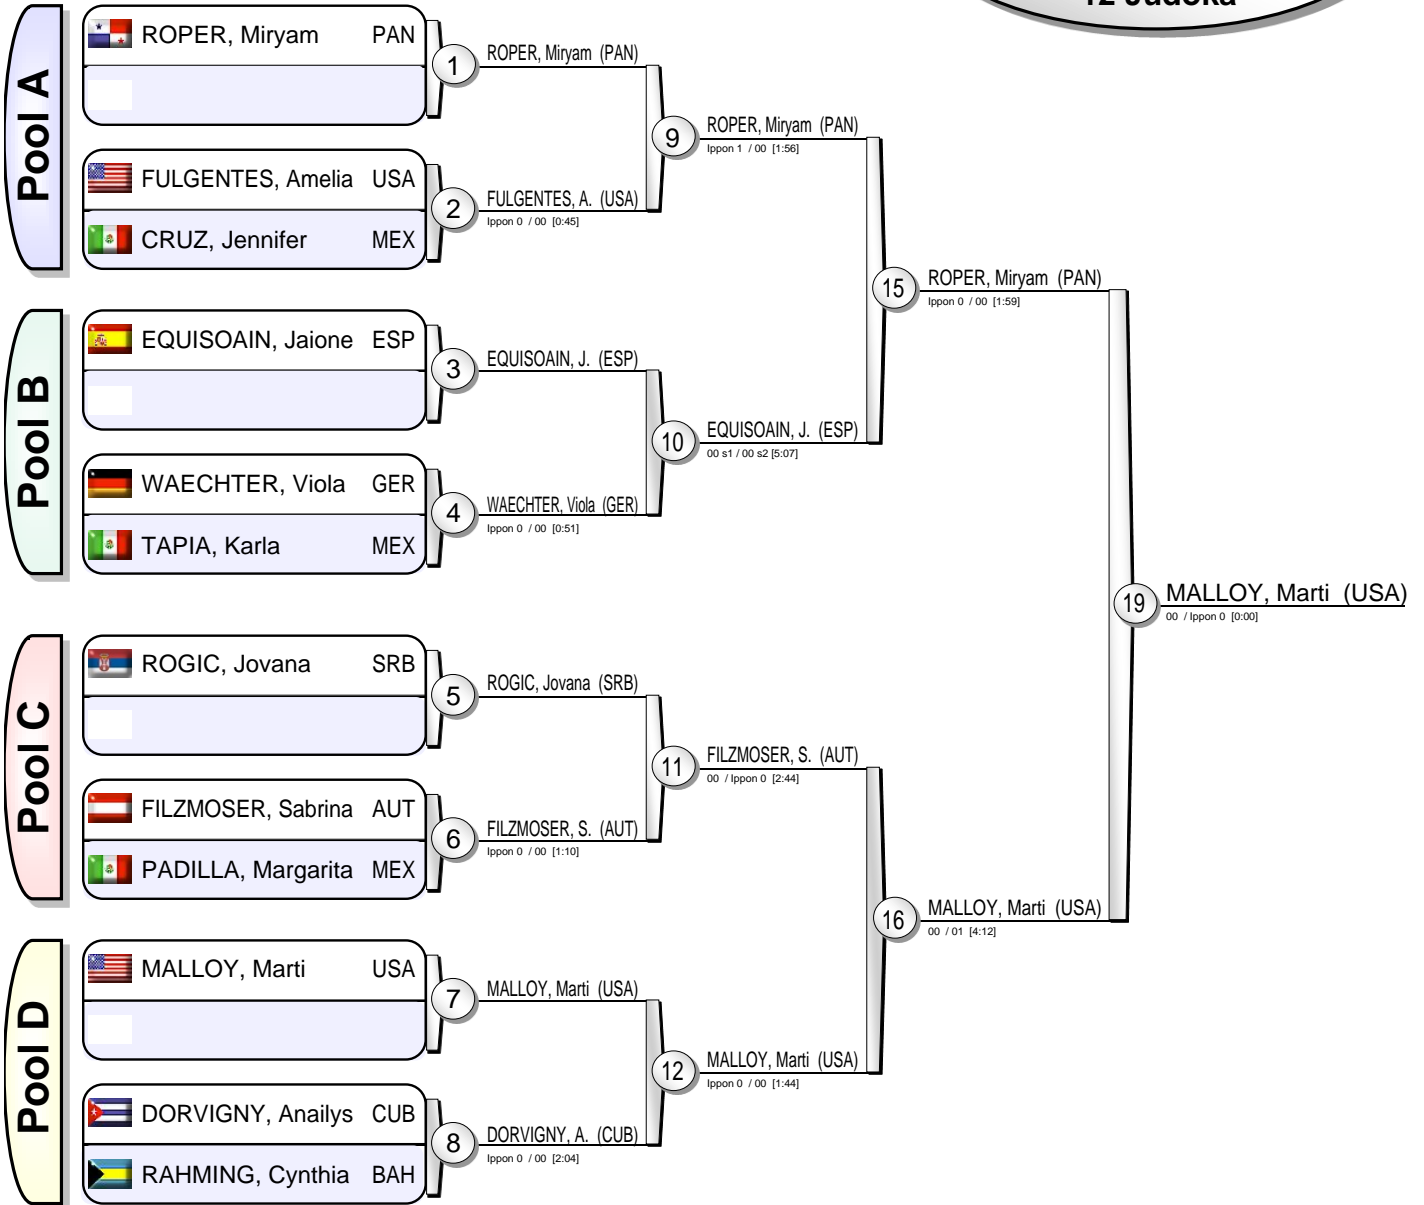 12 Judoka
Pool A
ROPER, Miryam PAN
FULGENTES, Amelia USA
CRUZ, Jennifer MEX
Pool B
EQUISOAIN, Jaione ESP
WAECHTER, Viola GER
TAPIA, Karla MEX
Pool C
ROGIC, Jovana SRB
FILZMOSER, Sabrina AUT
PADILLA, Margarita MEX
Pool D
MALLOY, Marti USA
DORVIGNY, Anailys CUB
RAHMING, Cynthia BAH
1
ROPER, Miryam (PAN)
2
FULGENTES, A. (USA)
Ippon 0 / 00 [0:45]
3
EQUISOAIN, J. (ESP)
4
WAECHTER, Viola (GER)
Ippon 0 / 00 [0:51]
5
ROGIC, Jovana (SRB)
6
FILZMOSER, S. (AUT)
Ippon 0 / 00 [1:10]
7
MALLOY, Marti (USA)
8
DORVIGNY, A. (CUB)
Ippon 0 / 00 [2:04]
9
ROPER, Miryam (PAN)
Ippon 1 / 00 [1:56]
10
EQUISOAIN, J. (ESP)
00 s1 / 00 s2 [5:07]
11
FILZMOSER, S. (AUT)
00 / Ippon 0 [2:44]
12
MALLOY, Marti (USA)
Ippon 0 / 00 [1:44]
15
ROPER, Miryam (PAN)
Ippon 0 / 00 [1:59]
16
MALLOY, Marti (USA)
00 / 01 [4:12]
19
MALLOY, Marti (USA)
00 / Ippon 0 [0:00]